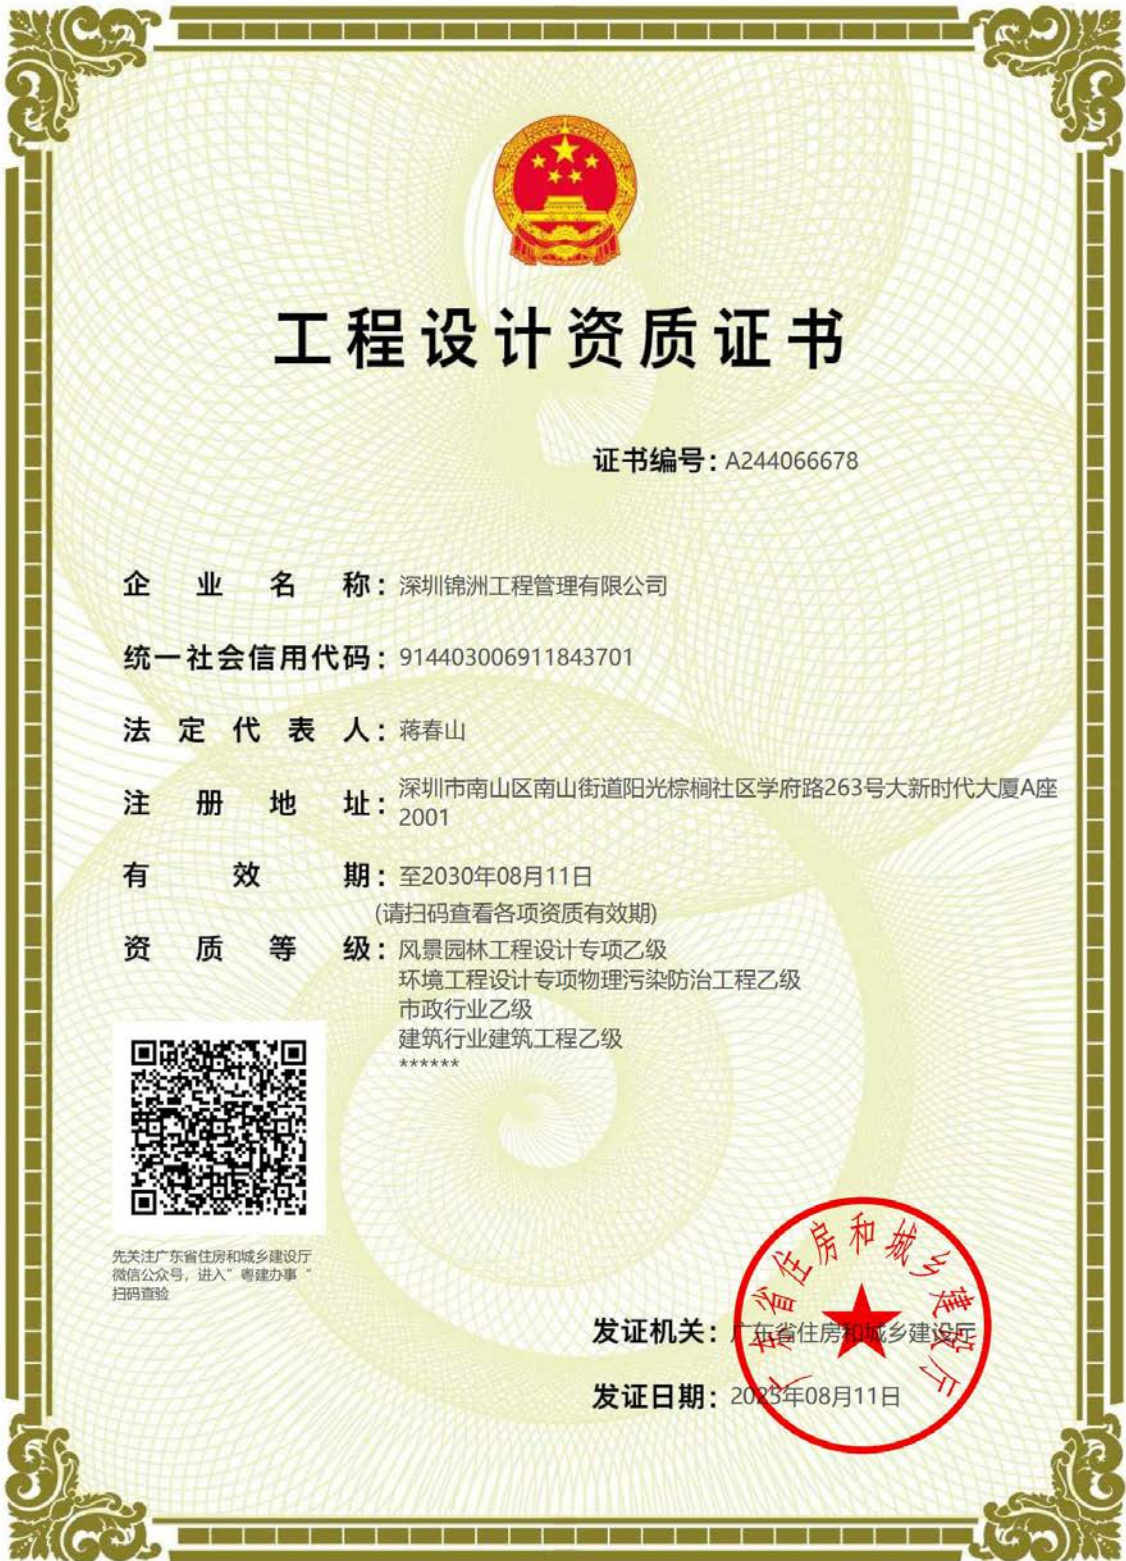 工程设计资质证书
证书编号：A244066678
企业名称：深圳锦洲工程管理有限公司
统一社会信用代码：914403006911843701
法定代表人：蒋春山
注册地址：深圳市南山区南山街道阳光棕榈社区学府路263号大新时代大厦A座
2001
有效期：至2030年08月11日
(请扫码查看各项资质有效期)
资质等级：风景园林工程设计专项乙级
环境工程设计专项物理污染防治工程乙级
市政行业乙级
建筑行业建筑工程乙级
******
先关注广东省住房和城乡建设厅
微信公众号，进入”粤建办事“
扫码查验
广东省住房和城乡建设厅
发证机关：广东省住房和城乡建设厅
发证日期：2025年08月11日